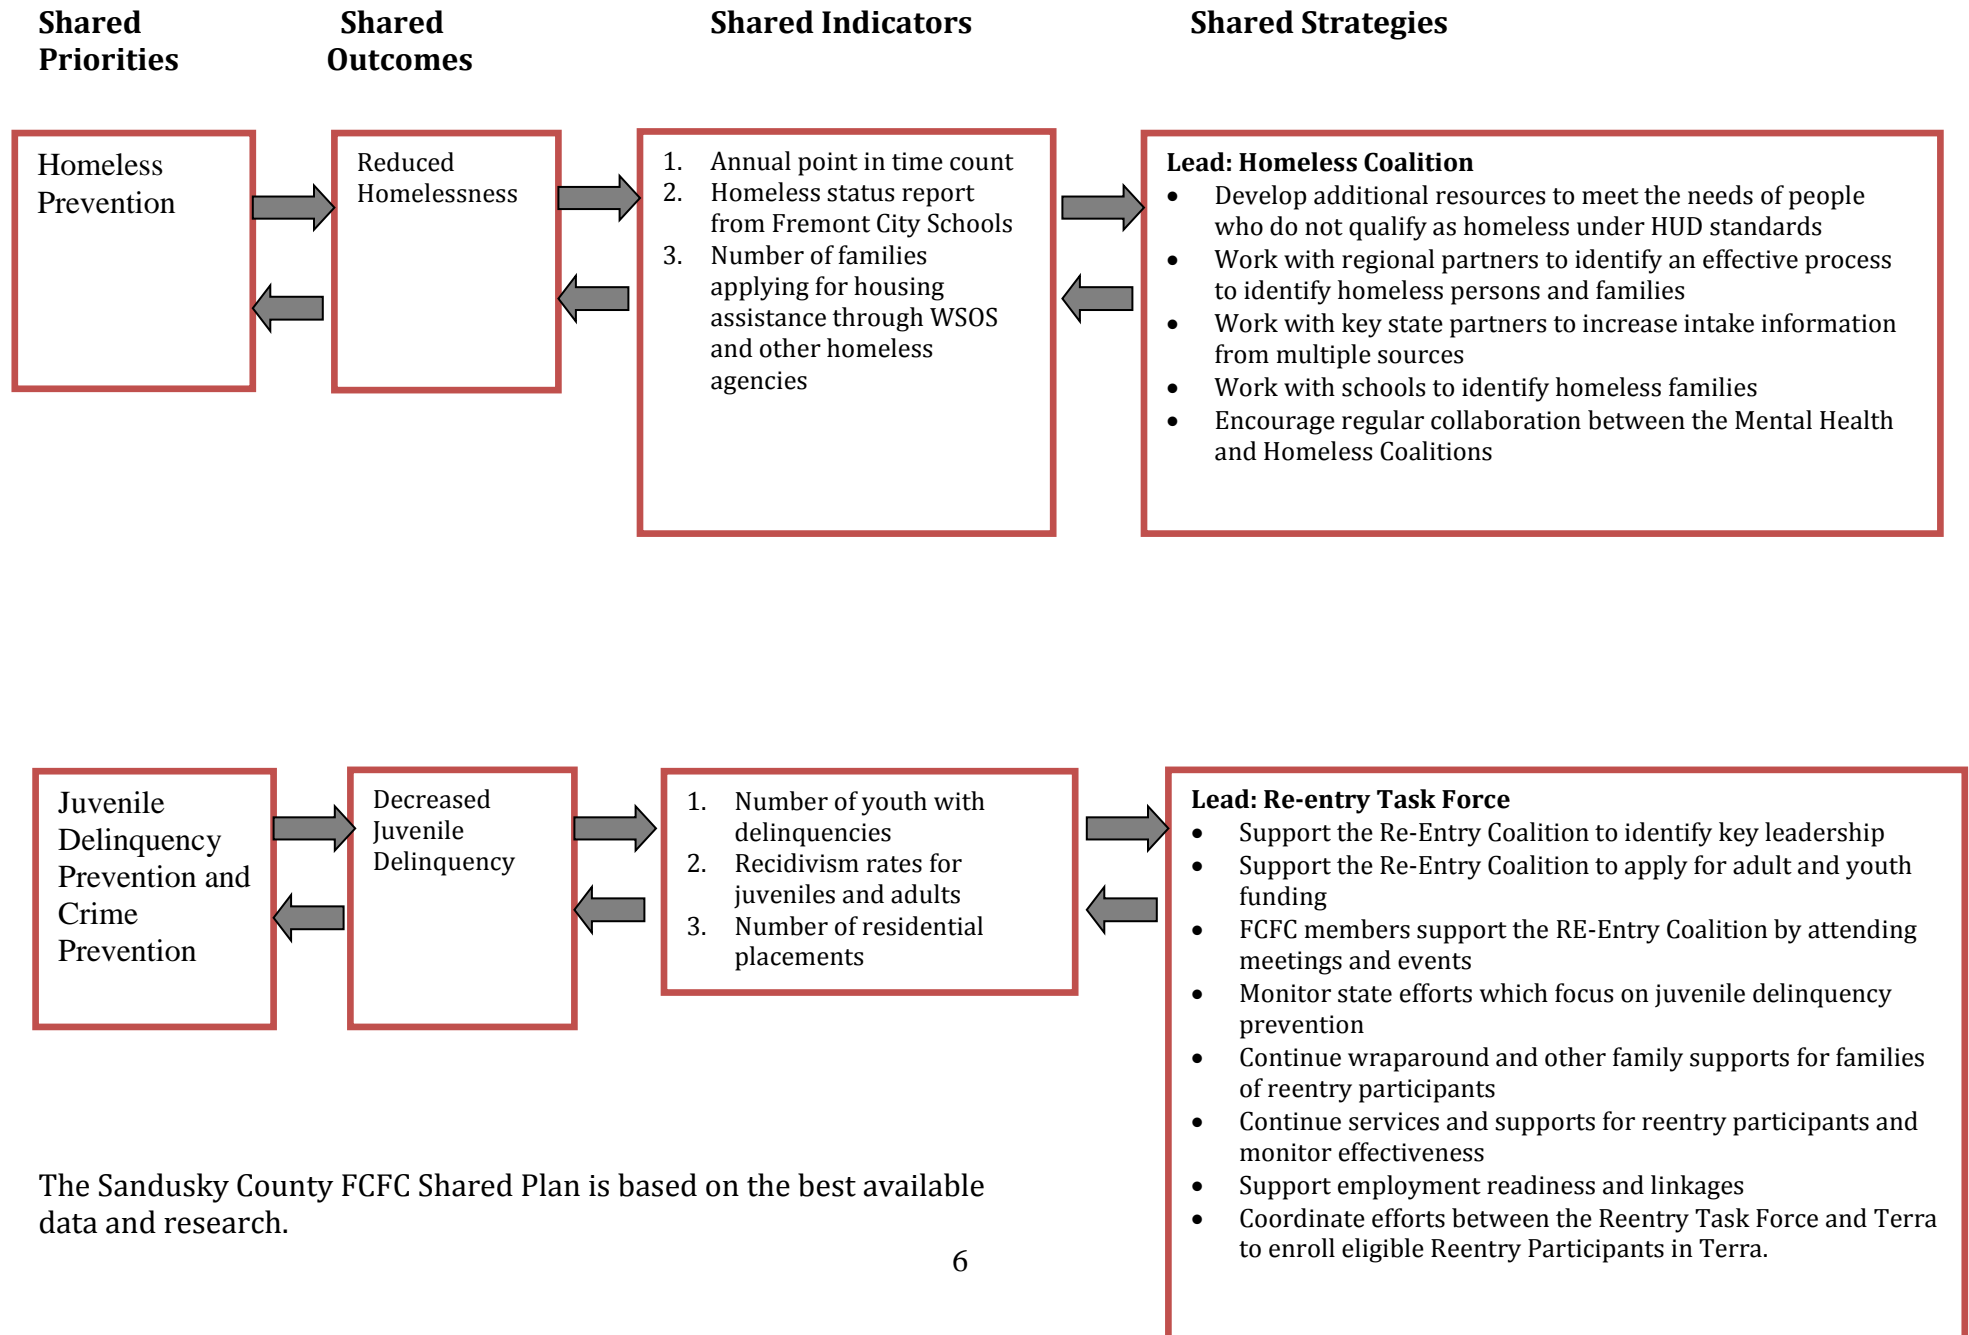 Shared
Priorities
Shared
Outcomes
Shared Indicators
Shared Strategies
Homeless
Prevention
Reduced
Homelessness
1. Annual point in time count
2. Homeless status report
from Fremont City Schools
3. Number of families
applying for housing
assistance through WSOS
and other homeless
agencies
Lead: Homeless Coalition
• Develop additional resources to meet the needs of people
who do not qualify as homeless under HUD standards
• Work with regional partners to identify an effective process
to identify homeless persons and families
• Work with key state partners to increase intake information
from multiple sources
• Work with schools to identify homeless families
• Encourage regular collaboration between the Mental Health
and Homeless Coalitions
Juvenile
Delinquency
Prevention and
Crime
Prevention
Decreased
Juvenile
Delinquency
1. Number of youth with
delinquencies
2. Recidivism rates for
juveniles and adults
3. Number of residential
placements
Lead: Re-entry Task Force
• Support the Re-Entry Coalition to identify key leadership
• Support the Re-Entry Coalition to apply for adult and youth
funding
• FCFC members support the RE-Entry Coalition by attending
meetings and events
• Monitor state efforts which focus on juvenile delinquency
prevention
• Continue wraparound and other family supports for families
of reentry participants
• Continue services and supports for reentry participants and
monitor effectiveness
• Support employment readiness and linkages
• Coordinate efforts between the Reentry Task Force and Terra
to enroll eligible Reentry Participants in Terra.
The Sandusky County FCFC Shared Plan is based on the best available
data and research.
6